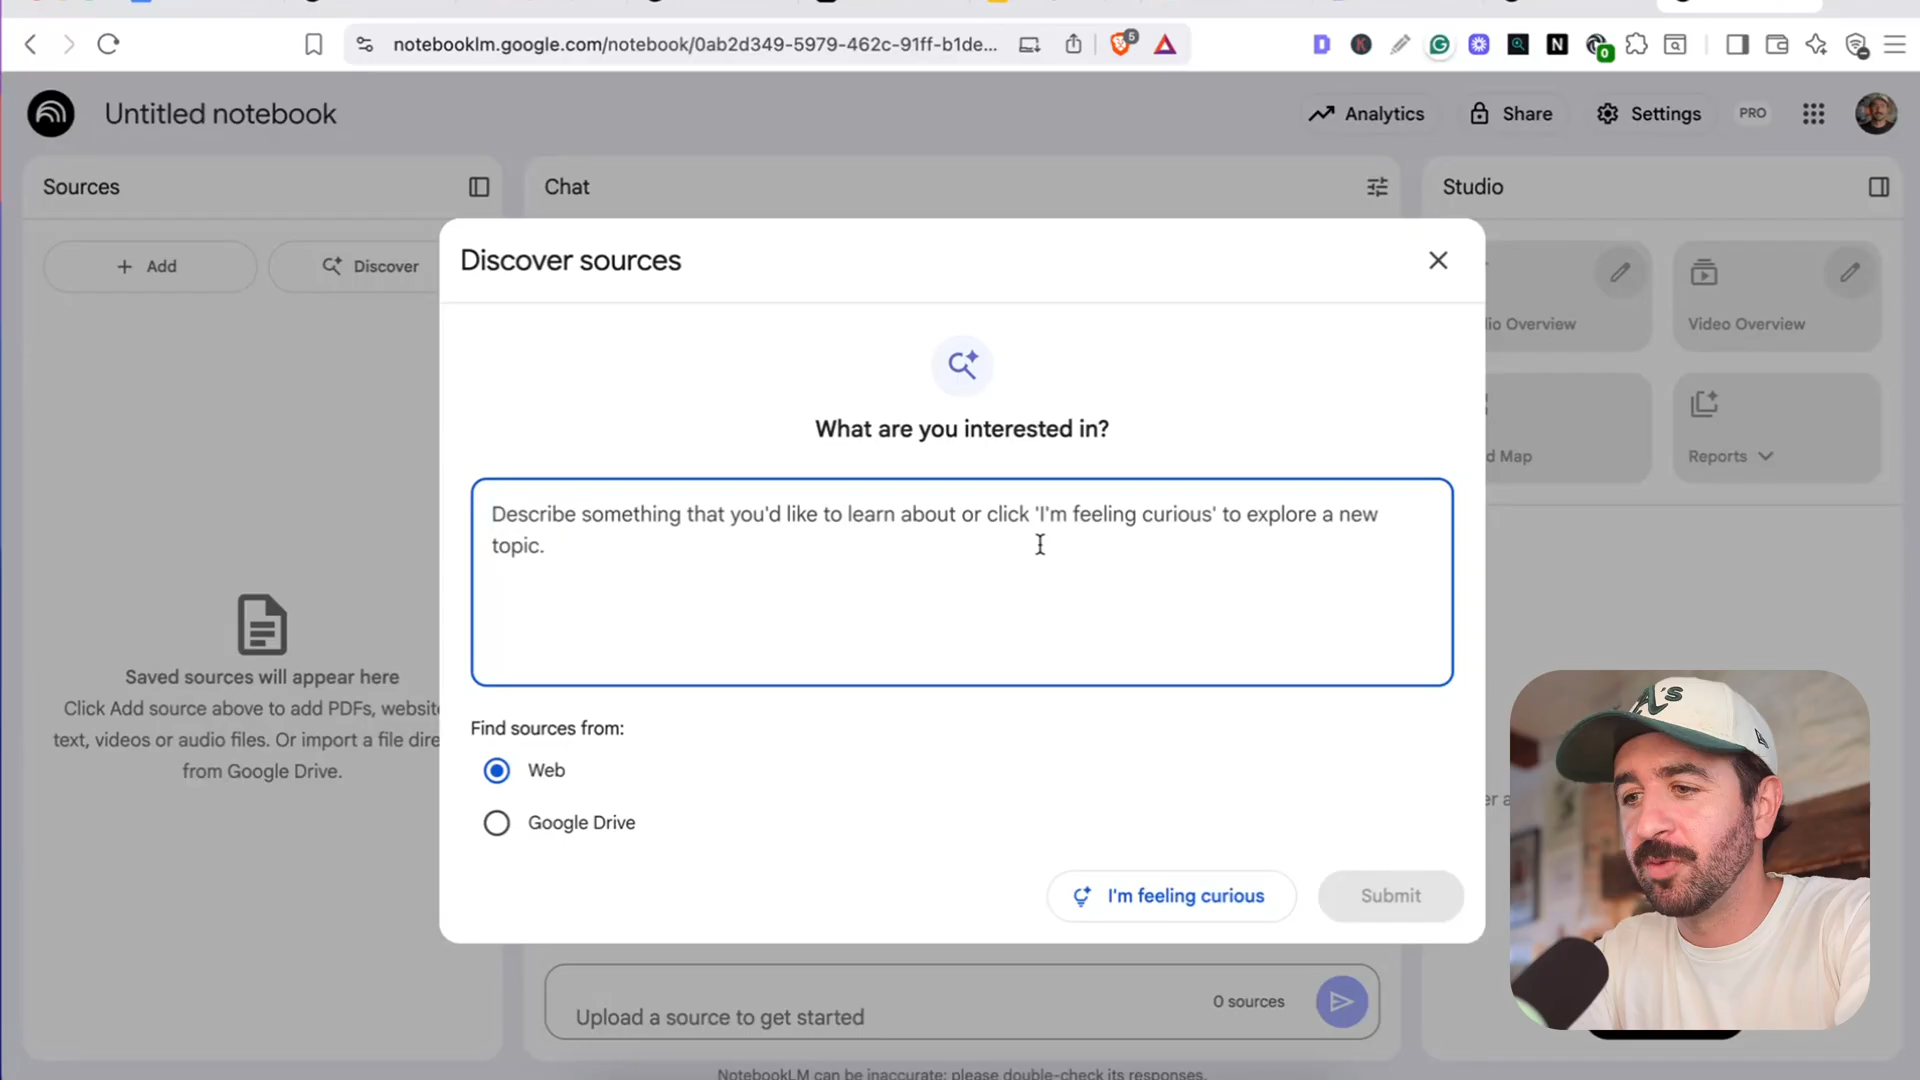 notebooklm.google.com/notebook/0ab2d349-5979-462c-91ff-b1de...
5
D
K
N
0
Untitled notebook
Analytics
Share
Settings
PRO
Sources
Chat
Studio
Add
Discover
Discover sources
What are you interested in?
Describe something that you'd like to learn about or click 'I'm feeling curious' to explore a new
topic.
Find sources from:
Web
Google Drive
I'm feeling curious
Submit
io Overview
Video Overview
d Map
Reports
Saved sources will appear here
Click Add source above to add PDFs, website
text, videos or audio files. Or import a file dire
from Google Drive.
Upload a source to get started
0 sources
NotebookLM can be inaccurate; please double-check its responses.
A's